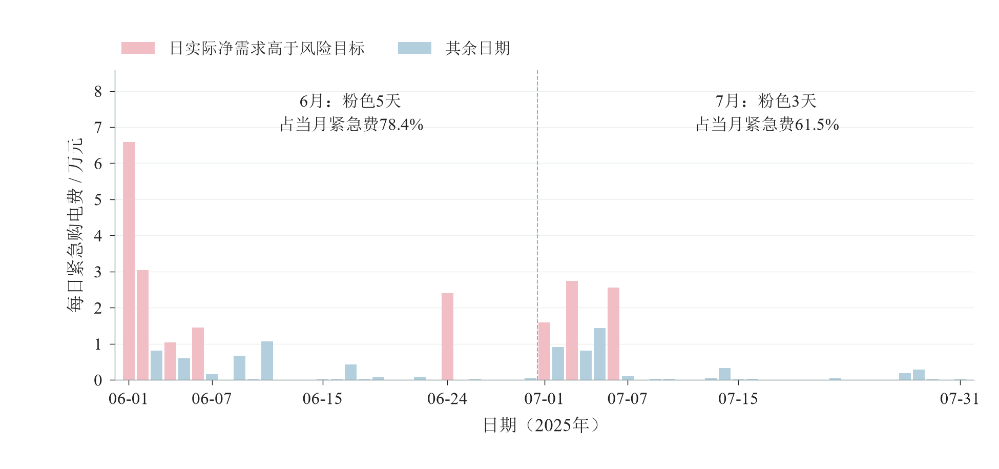 日实际净需求高于风险目标
其余日期
6月：粉色5天
占当月紧急费78.4%
7月：粉色3天
占当月紧急费61.5%
每日紧急购电费 / 万元
8
7
6
5
4
3
2
1
0
06-01
06-07
06-15
06-24
07-01
07-07
07-15
07-31
日期（2025年）